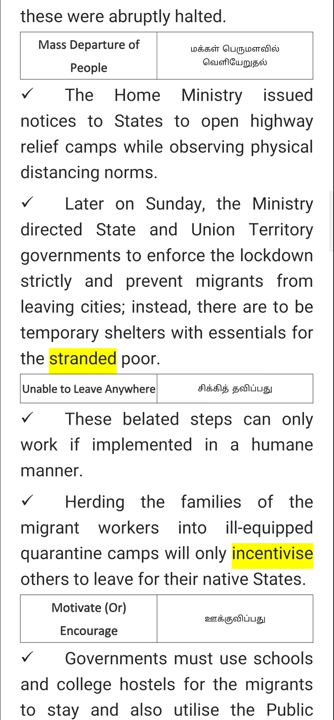 these were abruptly halted.
Mass Departure of
People
மக்கள் பெருமளவில்
வெளியேறுதல்
✓ The Home Ministry issued
notices to States to open highway
relief camps while observing physical
distancing norms.
✓ Later on Sunday, the Ministry
directed State and Union Territory
governments to enforce the lockdown
strictly and prevent migrants from
leaving cities; instead, there are to be
temporary shelters with essentials for
the stranded poor.
Unable to Leave Anywhere
சிக்கித் தவிப்பது
✓ These belated steps can only
work if implemented in a humane
manner.
✓ Herding the families of the
migrant workers into ill-equipped
quarantine camps will only incentivise
others to leave for their native States.
Motivate (Or)
Encourage
ஊக்குவிப்பது
✓ Governments must use schools
and college hostels for the migrants
to stay and also utilise the Public